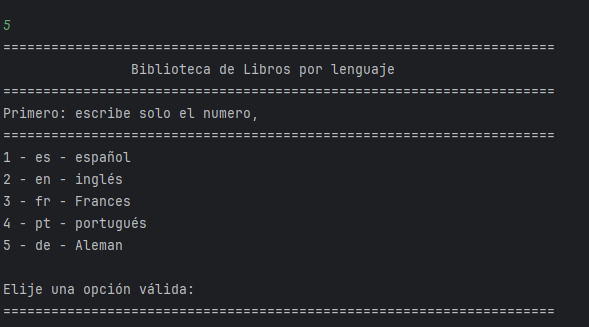 5
=====================================================================
Biblioteca de Libros por lenguaje
=====================================================================
Primero: escribe solo el numero,
=====================================================================
1 - es - español
2 - en - inglés
3 - fr - Frances
4 - pt - portugués
5 - de - Aleman
Elije una opción válida:
=====================================================================